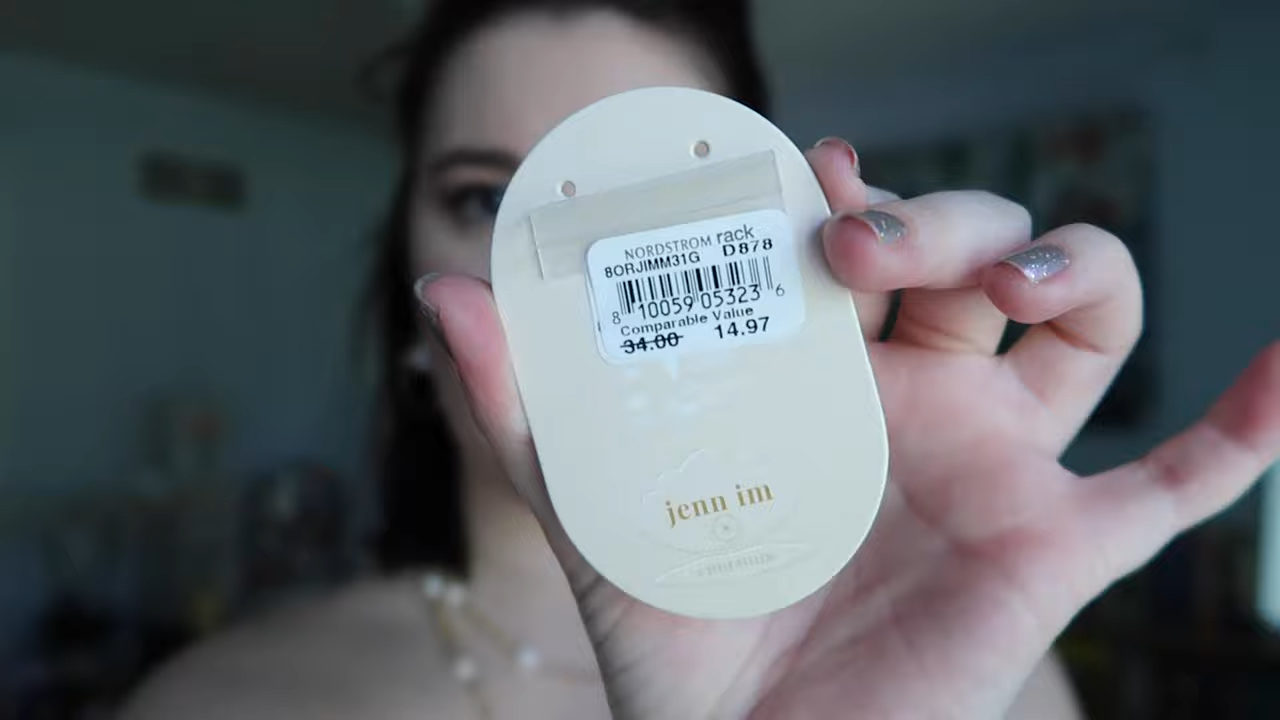 NORDSTROM rack
8ORJIMM31G D878
8 10059 05323 6
Comparable Value
34.00 14.97
jenn im